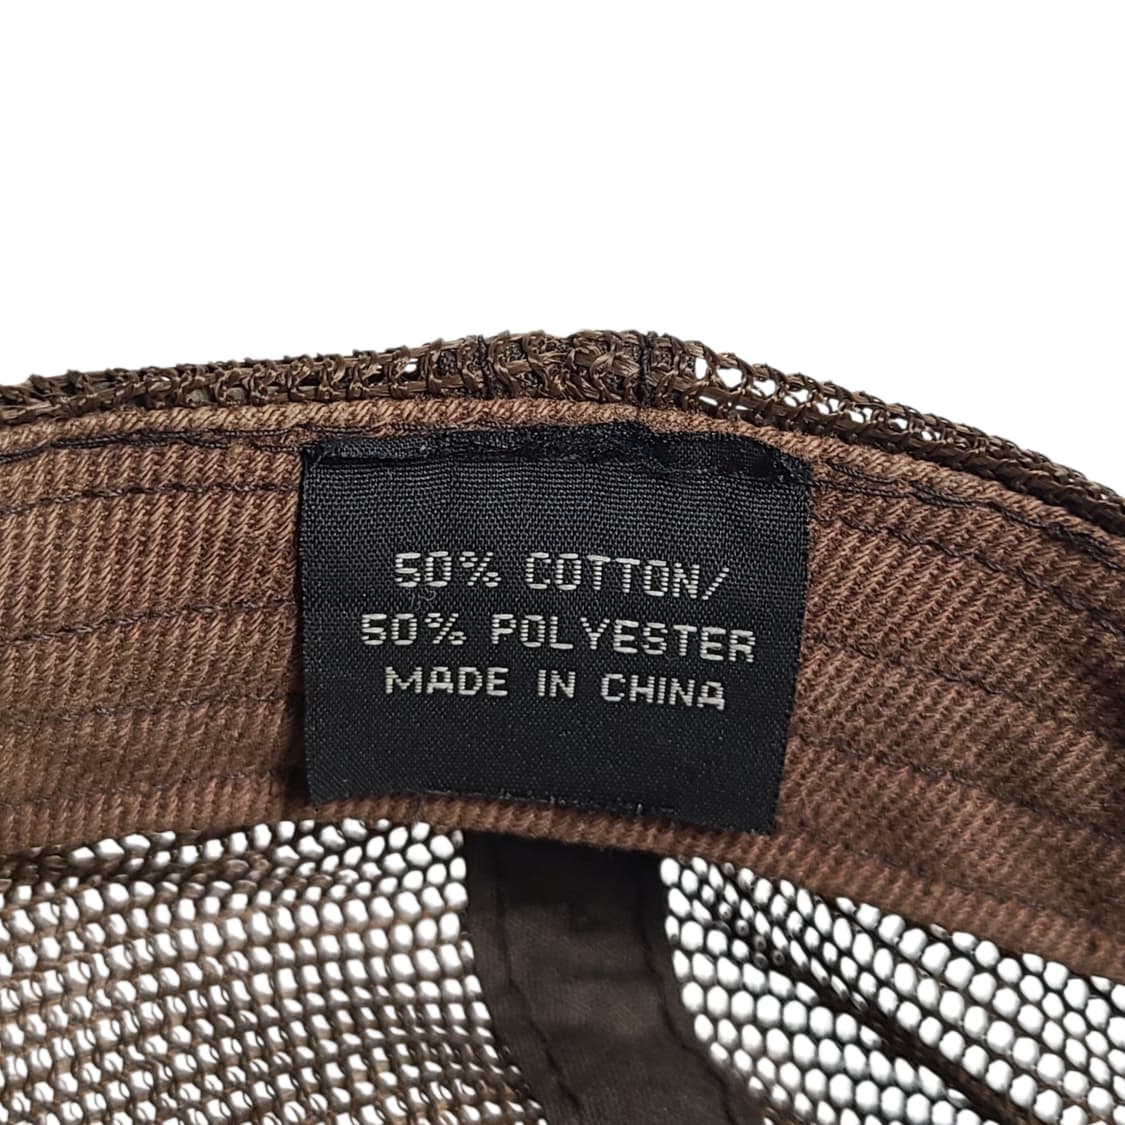 50% COTTON/
50% POLYESTER
MADE IN CHINA